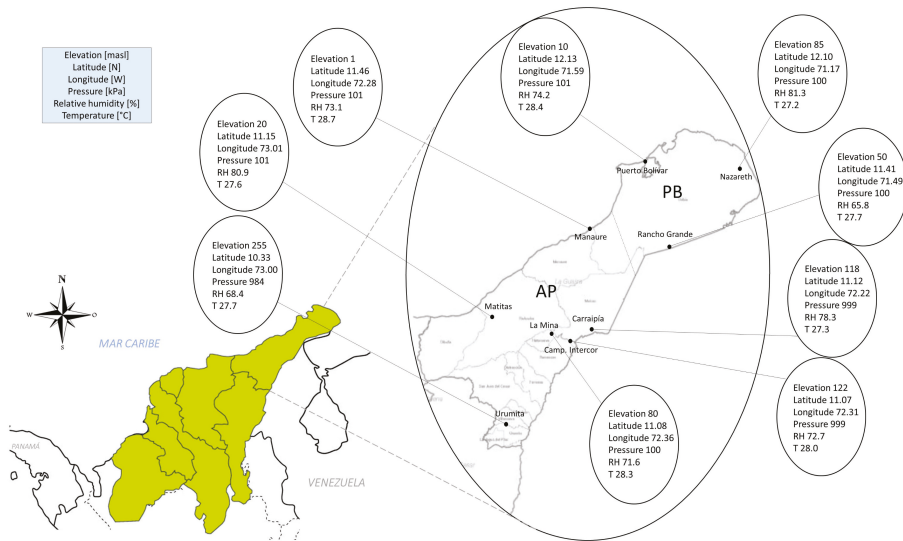 Elevation [masl]
Latitude [N]
Longitude [W]
Pressure [kPa]
Relative humidity [%]
Temperature [°C]
Elevation 1
Latitude 11.46
Longitude 72.28
Pressure 101
RH 73.1
T 28.7
Elevation 10
Latitude 12.13
Longitude 71.59
Pressure 101
RH 74.2
T 28.4
Elevation 85
Latitude 12.10
Longitude 71.17
Pressure 100
RH 81.3
T 27.2
Elevation 20
Latitude 11.15
Longitude 73.01
Pressure 101
RH 80.9
T 27.6
Elevation 50
Latitude 11.41
Longitude 71.49
Pressure 100
RH 65.8
T 27.7
Elevation 255
Latitude 10.33
Longitude 73.00
Pressure 984
RH 68.4
T 27.7
Elevation 118
Latitude 11.12
Longitude 72.22
Pressure 999
RH 78.3
T 27.3
Elevation 122
Latitude 11.07
Longitude 72.31
Pressure 999
RH 72.7
T 28.0
Elevation 80
Latitude 11.08
Longitude 72.36
Pressure 100
RH 71.6
T 28.3
Puerto Bolívar
Nazareth
PB
Manaure
Rancho Grande
AP
Matitas
La Mina
Carraipía
Camp. Intercor
Urumita
N
W
O
S
MAR CARIBE
PANAMÁ
VENEZUELA